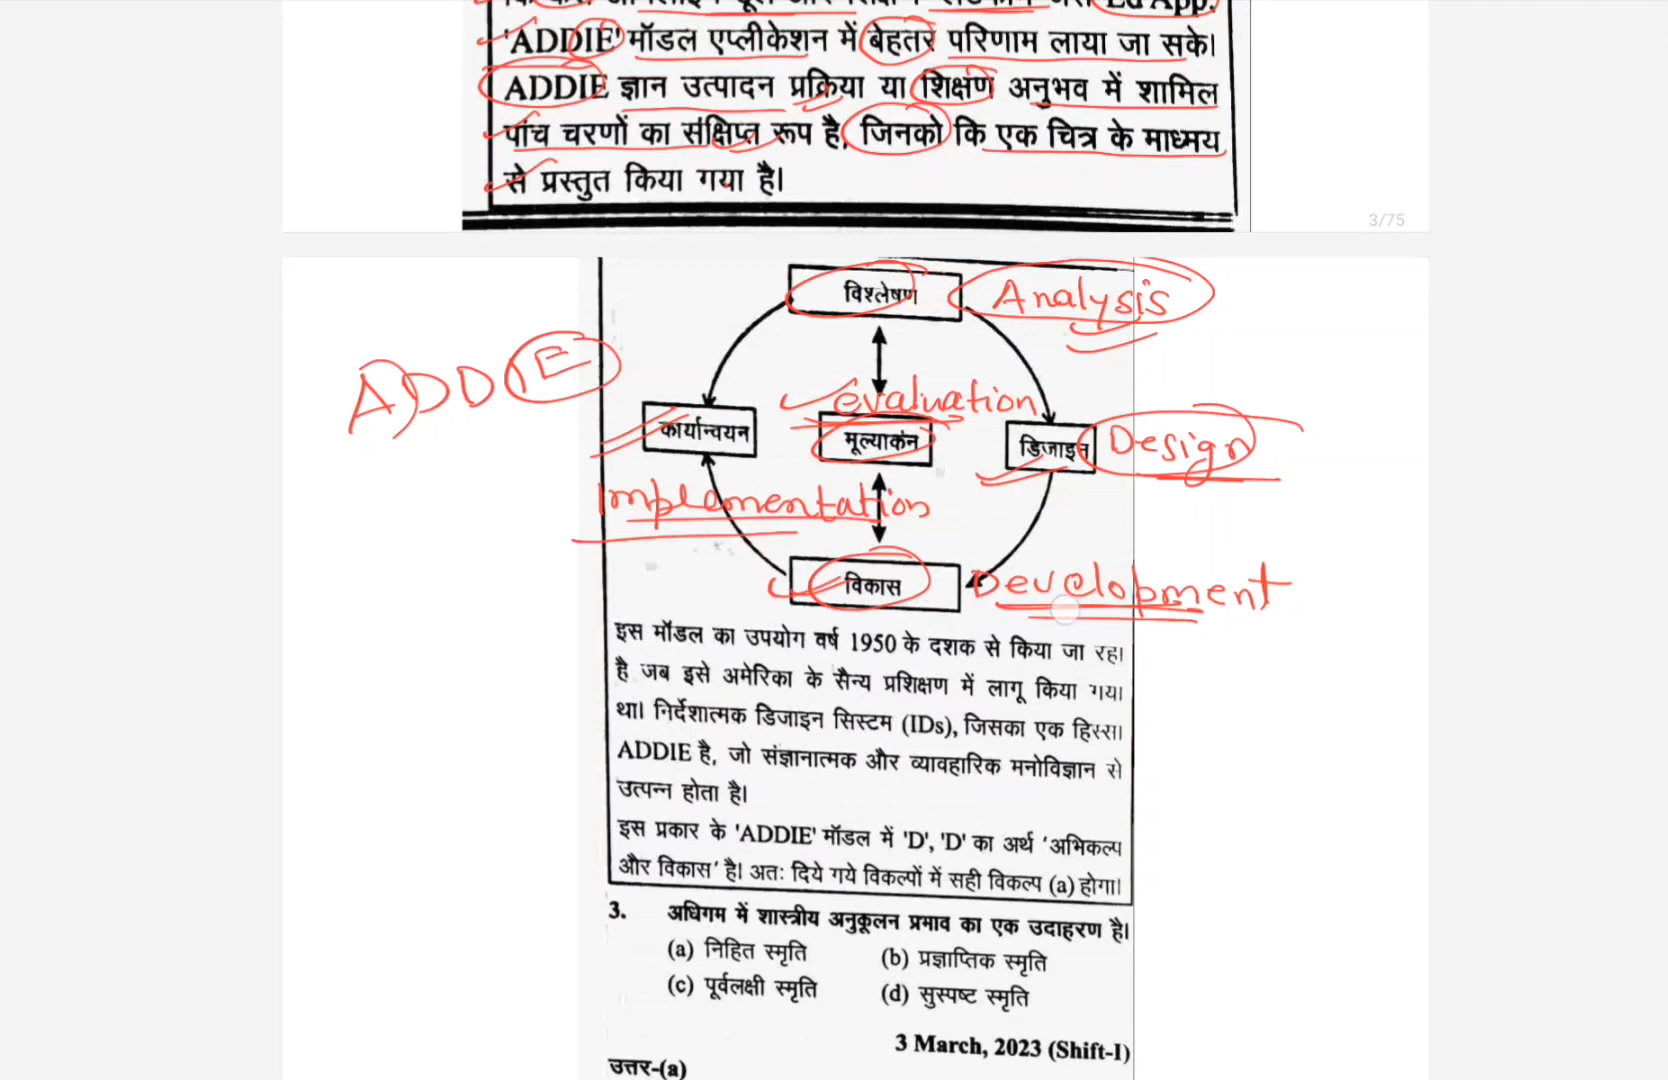 'ADDIE' मॉडल एप्लीकेशन में बेहतर परिणाम लाया जा सके।
ADDIE ज्ञान उत्पादन प्रक्रिया या शिक्षण अनुभव में शामिल
पांच चरणों का संक्षिप्त रूप है, जिनको कि एक चित्र के माध्मय
से प्रस्तुत किया गया है।
3/75
विश्लेषण Analysis
ADDIE
evaluation
कार्यान्वयन मूल्याकंन डिजाइन Design
Implementation
विकास Development
इस मॉडल का उपयोग वर्ष 1950 के दशक से किया जा रहा
है जब इसे अमेरिका के सैन्य प्रशिक्षण में लागू किया गया
था। निर्देशात्मक डिजाइन सिस्टम (IDs), जिसका एक हिस्सा
ADDIE है, जो संज्ञानात्मक और व्यावहारिक मनोविज्ञान से
उत्पन्न होता है।
इस प्रकार के 'ADDIE' मॉडल में 'D', 'D' का अर्थ 'अभिकल्प
और विकास' है। अतः दिये गये विकल्पों में सही विकल्प (a) होगा।
3. अधिगम में शास्त्रीय अनुकूलन प्रभाव का एक उदाहरण है।
(a) निहित स्मृति (b) प्रज्ञाप्तिक स्मृति
(c) पूर्वलक्षी स्मृति (d) सुस्पष्ट स्मृति
3 March, 2023 (Shift-I)
उत्तर-(a)